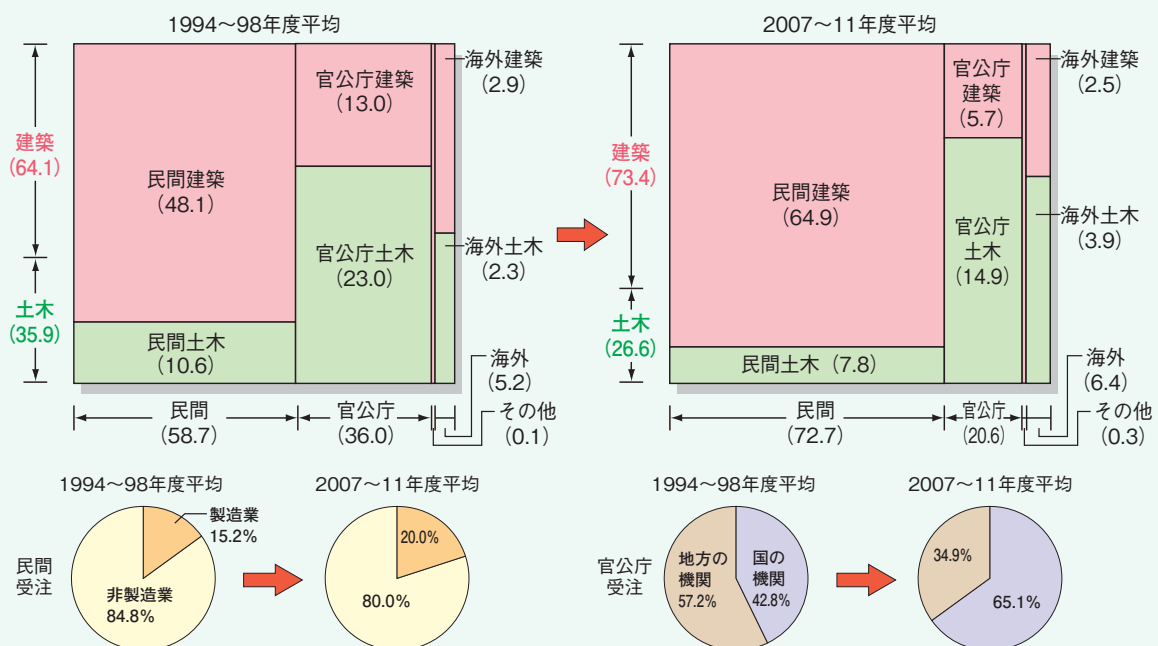 1994～98年度平均
建築
(64.1)
土木
(35.9)
民間建築
(48.1)
民間土木
(10.6)
官公庁建築
(13.0)
官公庁土木
(23.0)
海外建築
(2.9)
海外土木
(2.3)
海外
(5.2)
その他
(0.1)
民間
(58.7)
官公庁
(36.0)
2007～11年度平均
建築
(73.4)
土木
(26.6)
民間建築
(64.9)
民間土木 (7.8)
官公庁
建築
(5.7)
官公庁
土木
(14.9)
海外建築
(2.5)
海外土木
(3.9)
海外
(6.4)
その他
(0.3)
民間
(72.7)
官公庁
(20.6)
民間
受注
1994～98年度平均
製造業
15.2%
非製造業
84.8%
2007～11年度平均
20.0%
80.0%
官公庁
受注
1994～98年度平均
地方の
機関
57.2%
国の
機関
42.8%
2007～11年度平均
34.9%
65.1%